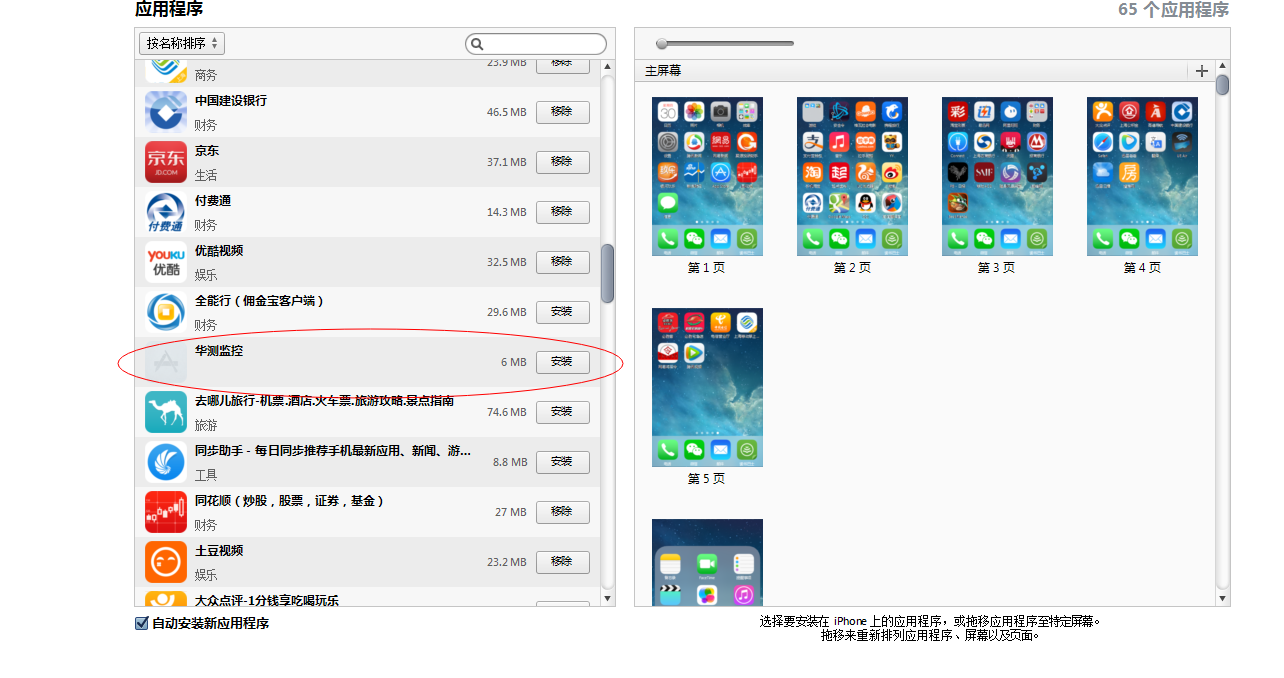 应用程序
65 个应用程序
按名称排序
主屏幕
23.9 MB
移除
商务
中国建设银行
财务
46.5 MB
移除
京东
JD.COM
京东
生活
37.1 MB
移除
付费通
付费通
财务
14.3 MB
移除
YOUKU
优酷
优酷视频
娱乐
32.5 MB
移除
全能行（佣金宝客户端）
财务
29.6 MB
安装
华测监控
6 MB
安装
去哪儿旅行-机票.酒店.火车票.旅游攻略.景点指南
旅游
74.6 MB
安装
同步助手 - 每日同步推荐手机最新应用、新闻、游...
工具
8.8 MB
安装
同花顺（炒股，股票，证券，基金）
财务
27 MB
移除
土豆视频
娱乐
23.2 MB
移除
大众点评-1分钱享吃喝玩乐
第 1 页
第 2 页
第 3 页
第 4 页
第 5 页
自动安装新应用程序
选择要安装在 iPhone 上的应用程序，或拖移应用程序至特定屏幕。
拖移来重新排列应用程序、屏幕以及页面。